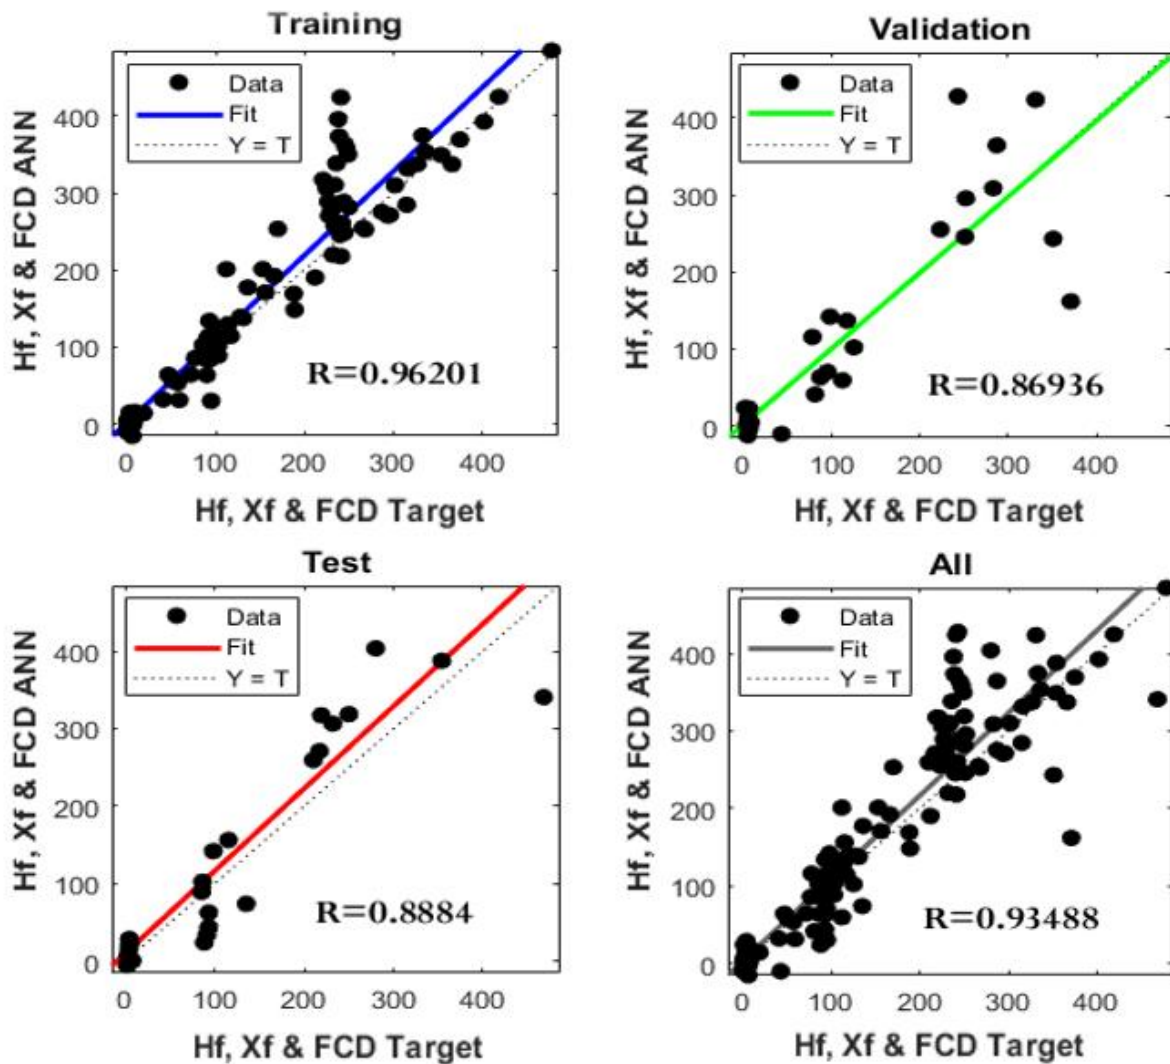 Training
Data
Fit
Y = T
R=0.96201
400
300
200
100
0
0 100 200 300 400
Hf, Xf & FCD ANN
Hf, Xf & FCD Target
Validation
Data
Fit
Y = T
R=0.86936
400
300
200
100
0
0 100 200 300 400
Hf, Xf & FCD ANN
Hf, Xf & FCD Target
Test
Data
Fit
Y = T
R=0.8884
400
300
200
100
0
0 100 200 300 400
Hf, Xf & FCD ANN
Hf, Xf & FCD Target
All
Data
Fit
Y = T
R=0.93488
400
300
200
100
0
0 100 200 300 400
Hf, Xf & FCD ANN
Hf, Xf & FCD Target